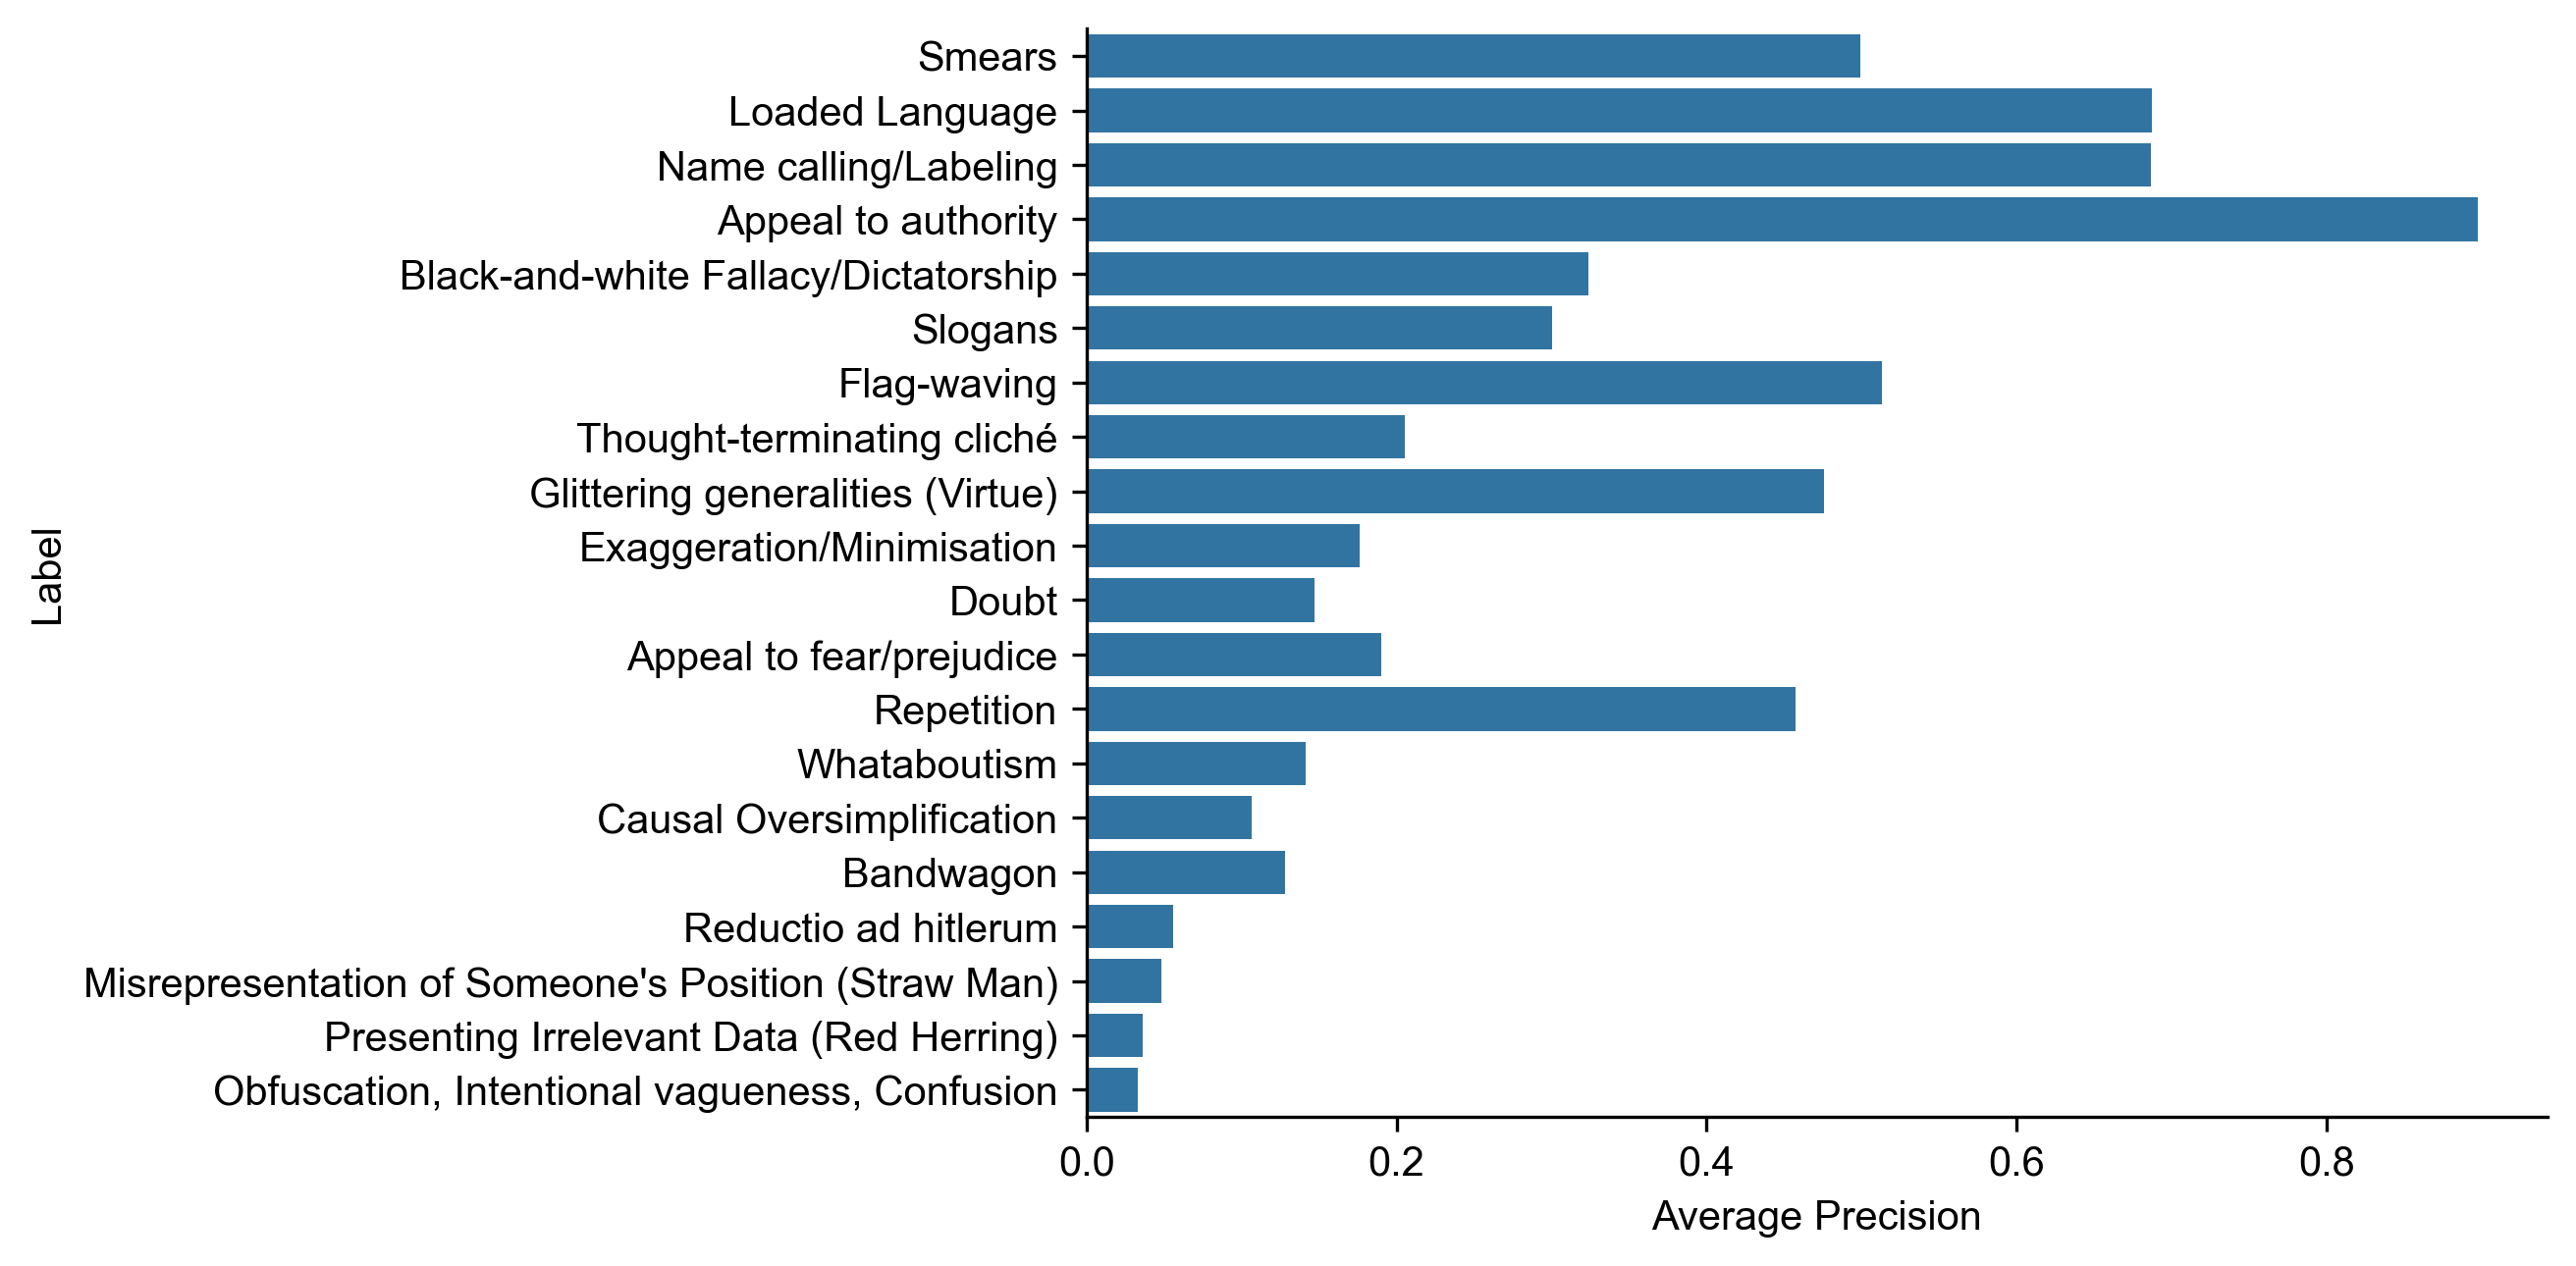 Smears
Loaded Language
Name calling/Labeling
Appeal to authority
Black-and-white Fallacy/Dictatorship
Slogans
Flag-waving
Thought-terminating cliché
Glittering generalities (Virtue)
Exaggeration/Minimisation
Doubt
Appeal to fear/prejudice
Repetition
Whataboutism
Causal Oversimplification
Bandwagon
Reductio ad hitlerum
Misrepresentation of Someone's Position (Straw Man)
Presenting Irrelevant Data (Red Herring)
Obfuscation, Intentional vagueness, Confusion
Label
0.0 0.2 0.4 0.6 0.8
Average Precision